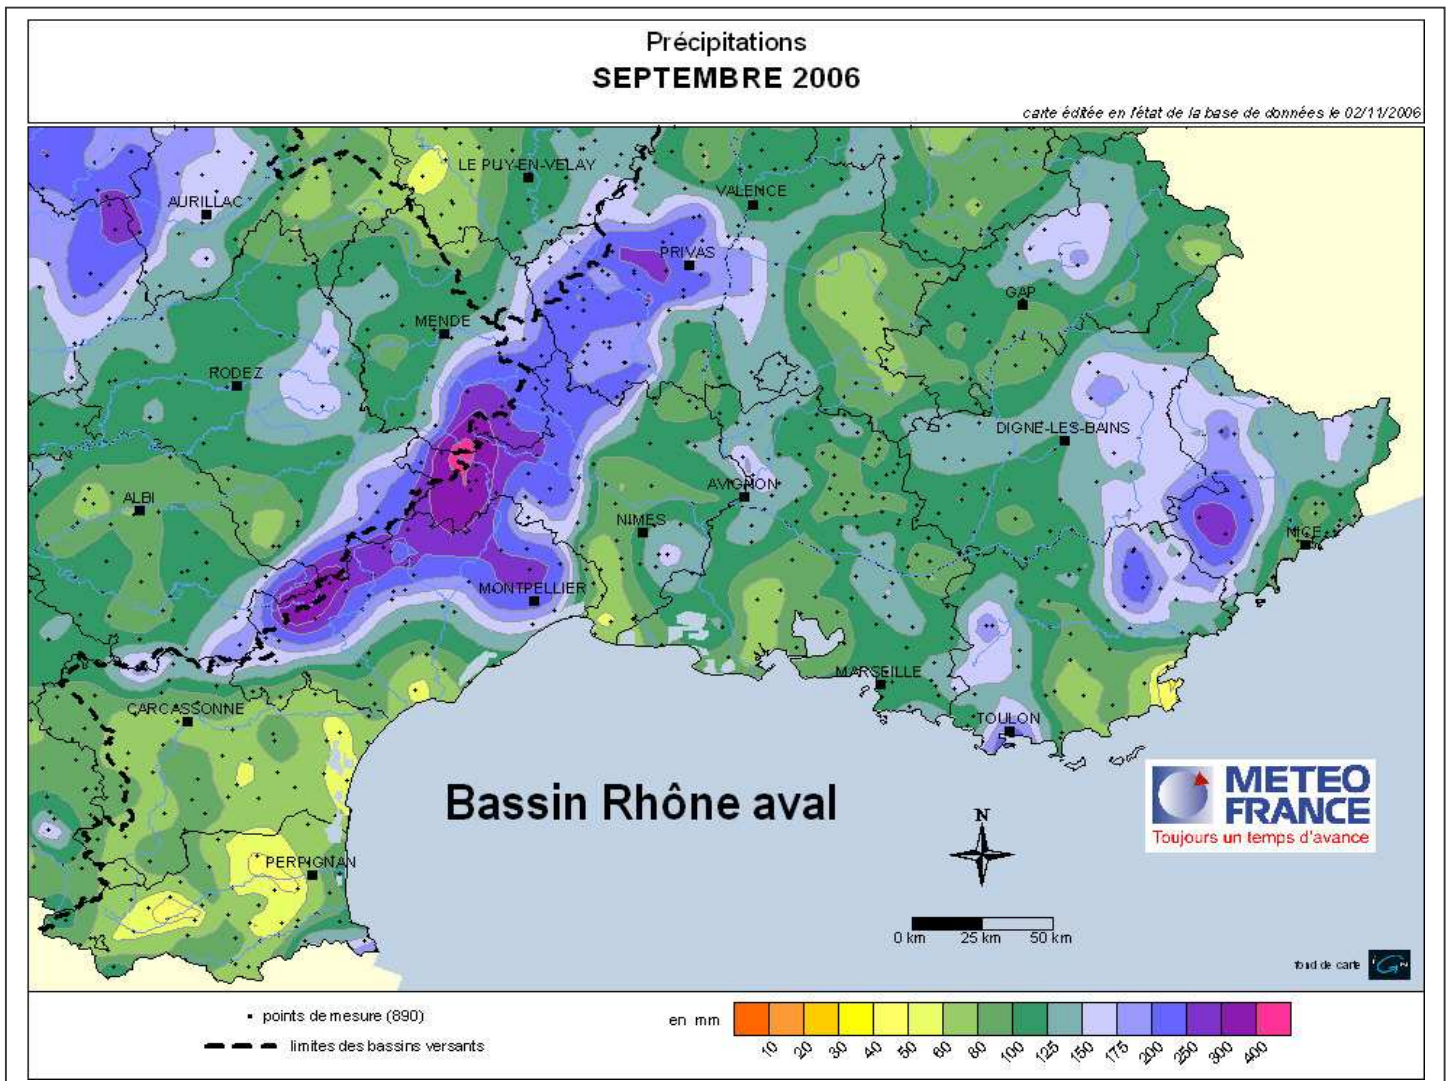 Précipitations
SEPTEMBRE 2006
carte éditée en l'état de la base de données le 02/11/2006
LE PUY-EN-VELAY
AURILLAC
VALENCE
PRIVAS
GAP
MENDE
RODEZ
DIGNE-LES-BAINS
AVIGNON
ALBI
NIMES
NICE
MONTPELLIER
MARSEILLE
CARCASSONNE
TOULON
METEO
FRANCE
Toujours un temps d'avance
Bassin Rhône aval
N
PERPIGNAN
0 km 25 km 50 km
fond de carte IGN
points de mesure (890)
limites des bassins versants
en mm
10 20 30 40 50 60 80 100 125 150 175 200 250 300 400